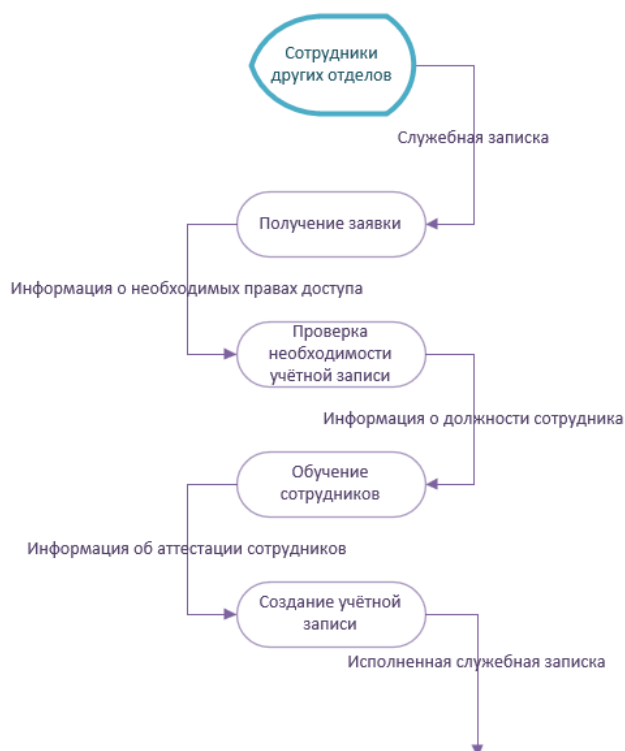 Сотрудники
других отделов
Служебная записка
Получение заявки
Информация о необходимых правах доступа
Проверка
необходимости
учётной записи
Информация о должности сотрудника
Обучение
сотрудников
Информация об аттестации сотрудников
Создание учётной
записи
Исполненная служебная записка